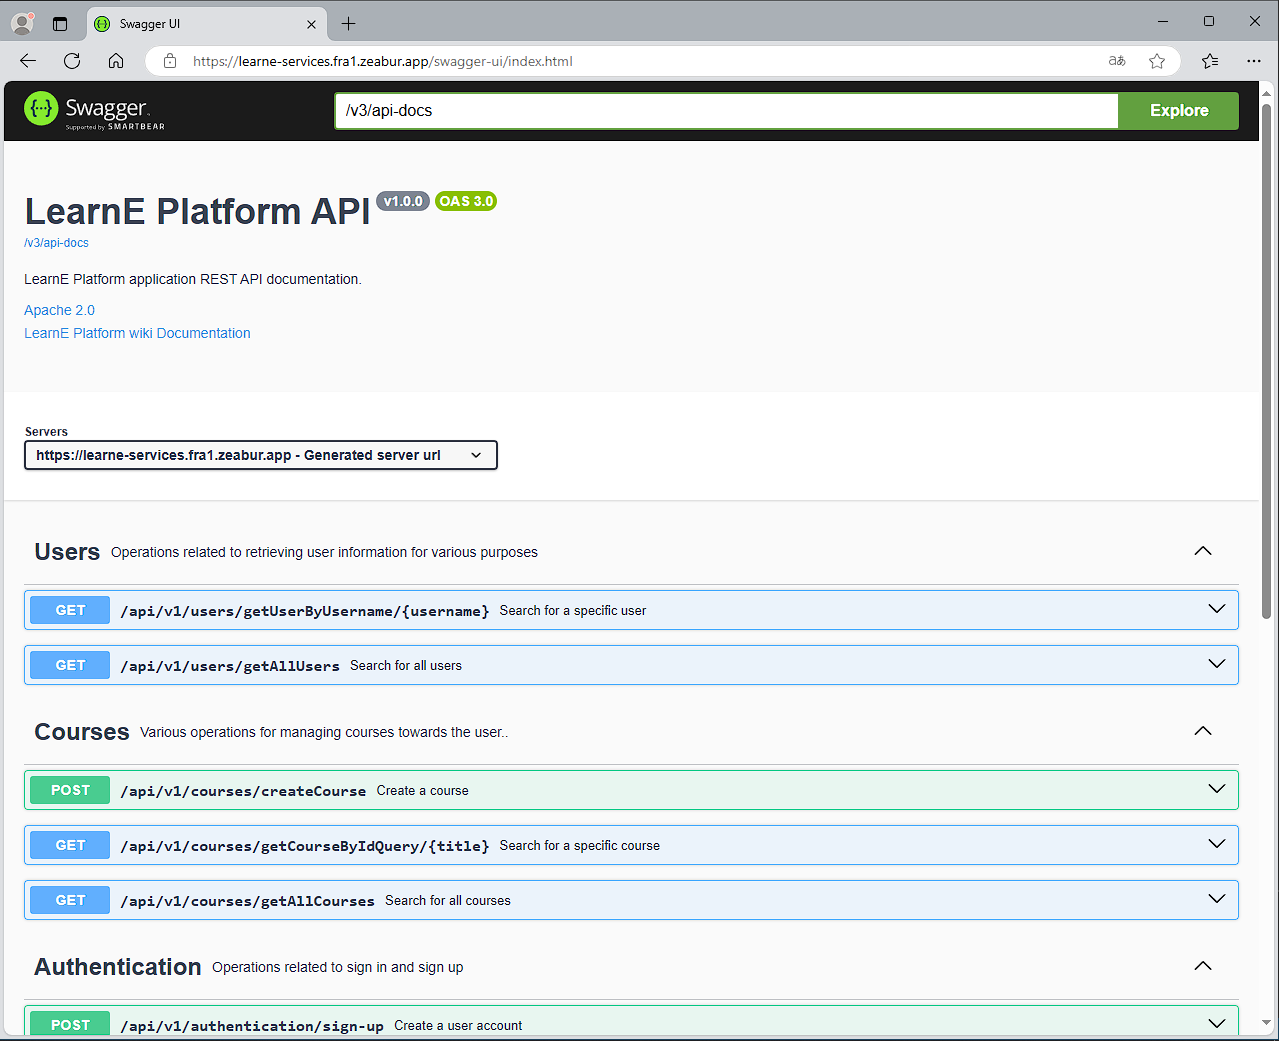 Swagger UI
https://learne-services.fra1.zeabur.app/swagger-ui/index.html
Swagger
Supported by SMARTBEAR
/v3/api-docs
Explore
LearnE Platform API v1.0.0 OAS 3.0
/v3/api-docs
LearnE Platform application REST API documentation.
Apache 2.0
LearnE Platform wiki Documentation
Servers
https://learne-services.fra1.zeabur.app - Generated server url
Users Operations related to retrieving user information for various purposes
GET /api/v1/users/getUserByUsername/{username} Search for a specific user
GET /api/v1/users/getAllUsers Search for all users
Courses Various operations for managing courses towards the user..
POST /api/v1/courses/createCourse Create a course
GET /api/v1/courses/getCourseByIdQuery/{title} Search for a specific course
GET /api/v1/courses/getAllCourses Search for all courses
Authentication Operations related to sign in and sign up
POST /api/v1/authentication/sign-up Create a user account